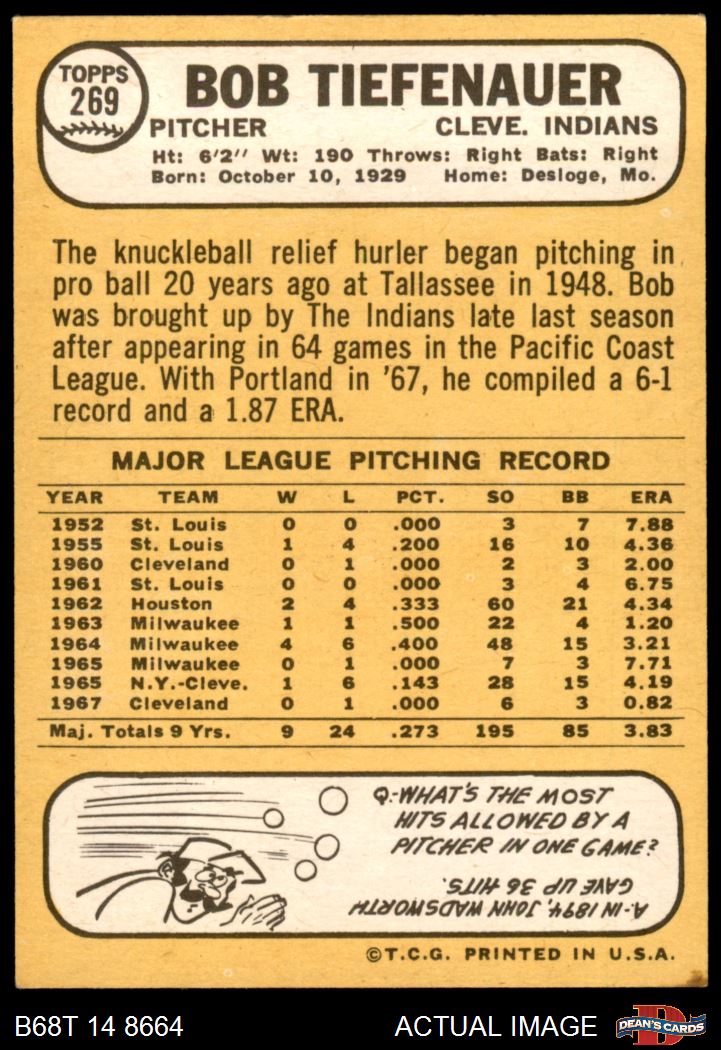 TOPPS
269
BOB TIEFENAUER
PITCHER CLEVE. INDIANS
Ht: 6'2" Wt: 190 Throws: Right Bats: Right
Born: October 10, 1929 Home: Desloge, Mo.
The knuckleball relief hurler began pitching in
pro ball 20 years ago at Tallassee in 1948. Bob
was brought up by The Indians late last season
after appearing in 64 games in the Pacific Coast
League. With Portland in '67, he compiled a 6-1
record and a 1.87 ERA.
MAJOR LEAGUE PITCHING RECORD
YEAR TEAM W L PCT. SO BB ERA
1952 St. Louis 0 0 .000 3 7 7.88
1955 St. Louis 1 4 .200 16 10 4.36
1960 Cleveland 0 1 .000 2 3 2.00
1961 St. Louis 0 0 .000 3 4 6.75
1962 Houston 2 4 .333 60 21 4.34
1963 Milwaukee 1 1 .500 22 4 1.20
1964 Milwaukee 4 6 .400 48 15 3.21
1965 Milwaukee 0 1 .000 7 3 7.71
1965 N.Y.-Cleve. 1 6 .143 28 15 4.19
1967 Cleveland 0 1 .000 6 3 0.82
Maj. Totals 9 Yrs. 9 24 .273 195 85 3.83
Q.-WHAT'S THE MOST
HITS ALLOWED BY A
PITCHER IN ONE GAME?
A-IN 1894, JOHN WADSWORTH
GAVE UP 36 HITS.
©T.C.G. PRINTED IN U.S.A.
B68T 14 8664 ACTUAL IMAGE DEAN'S CARDS